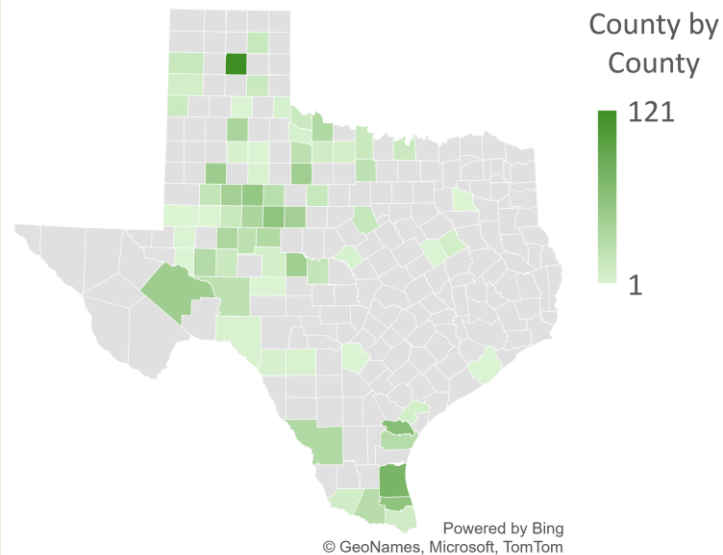 County by
County
121
1
Powered by Bing
© GeoNames, Microsoft, TomTom